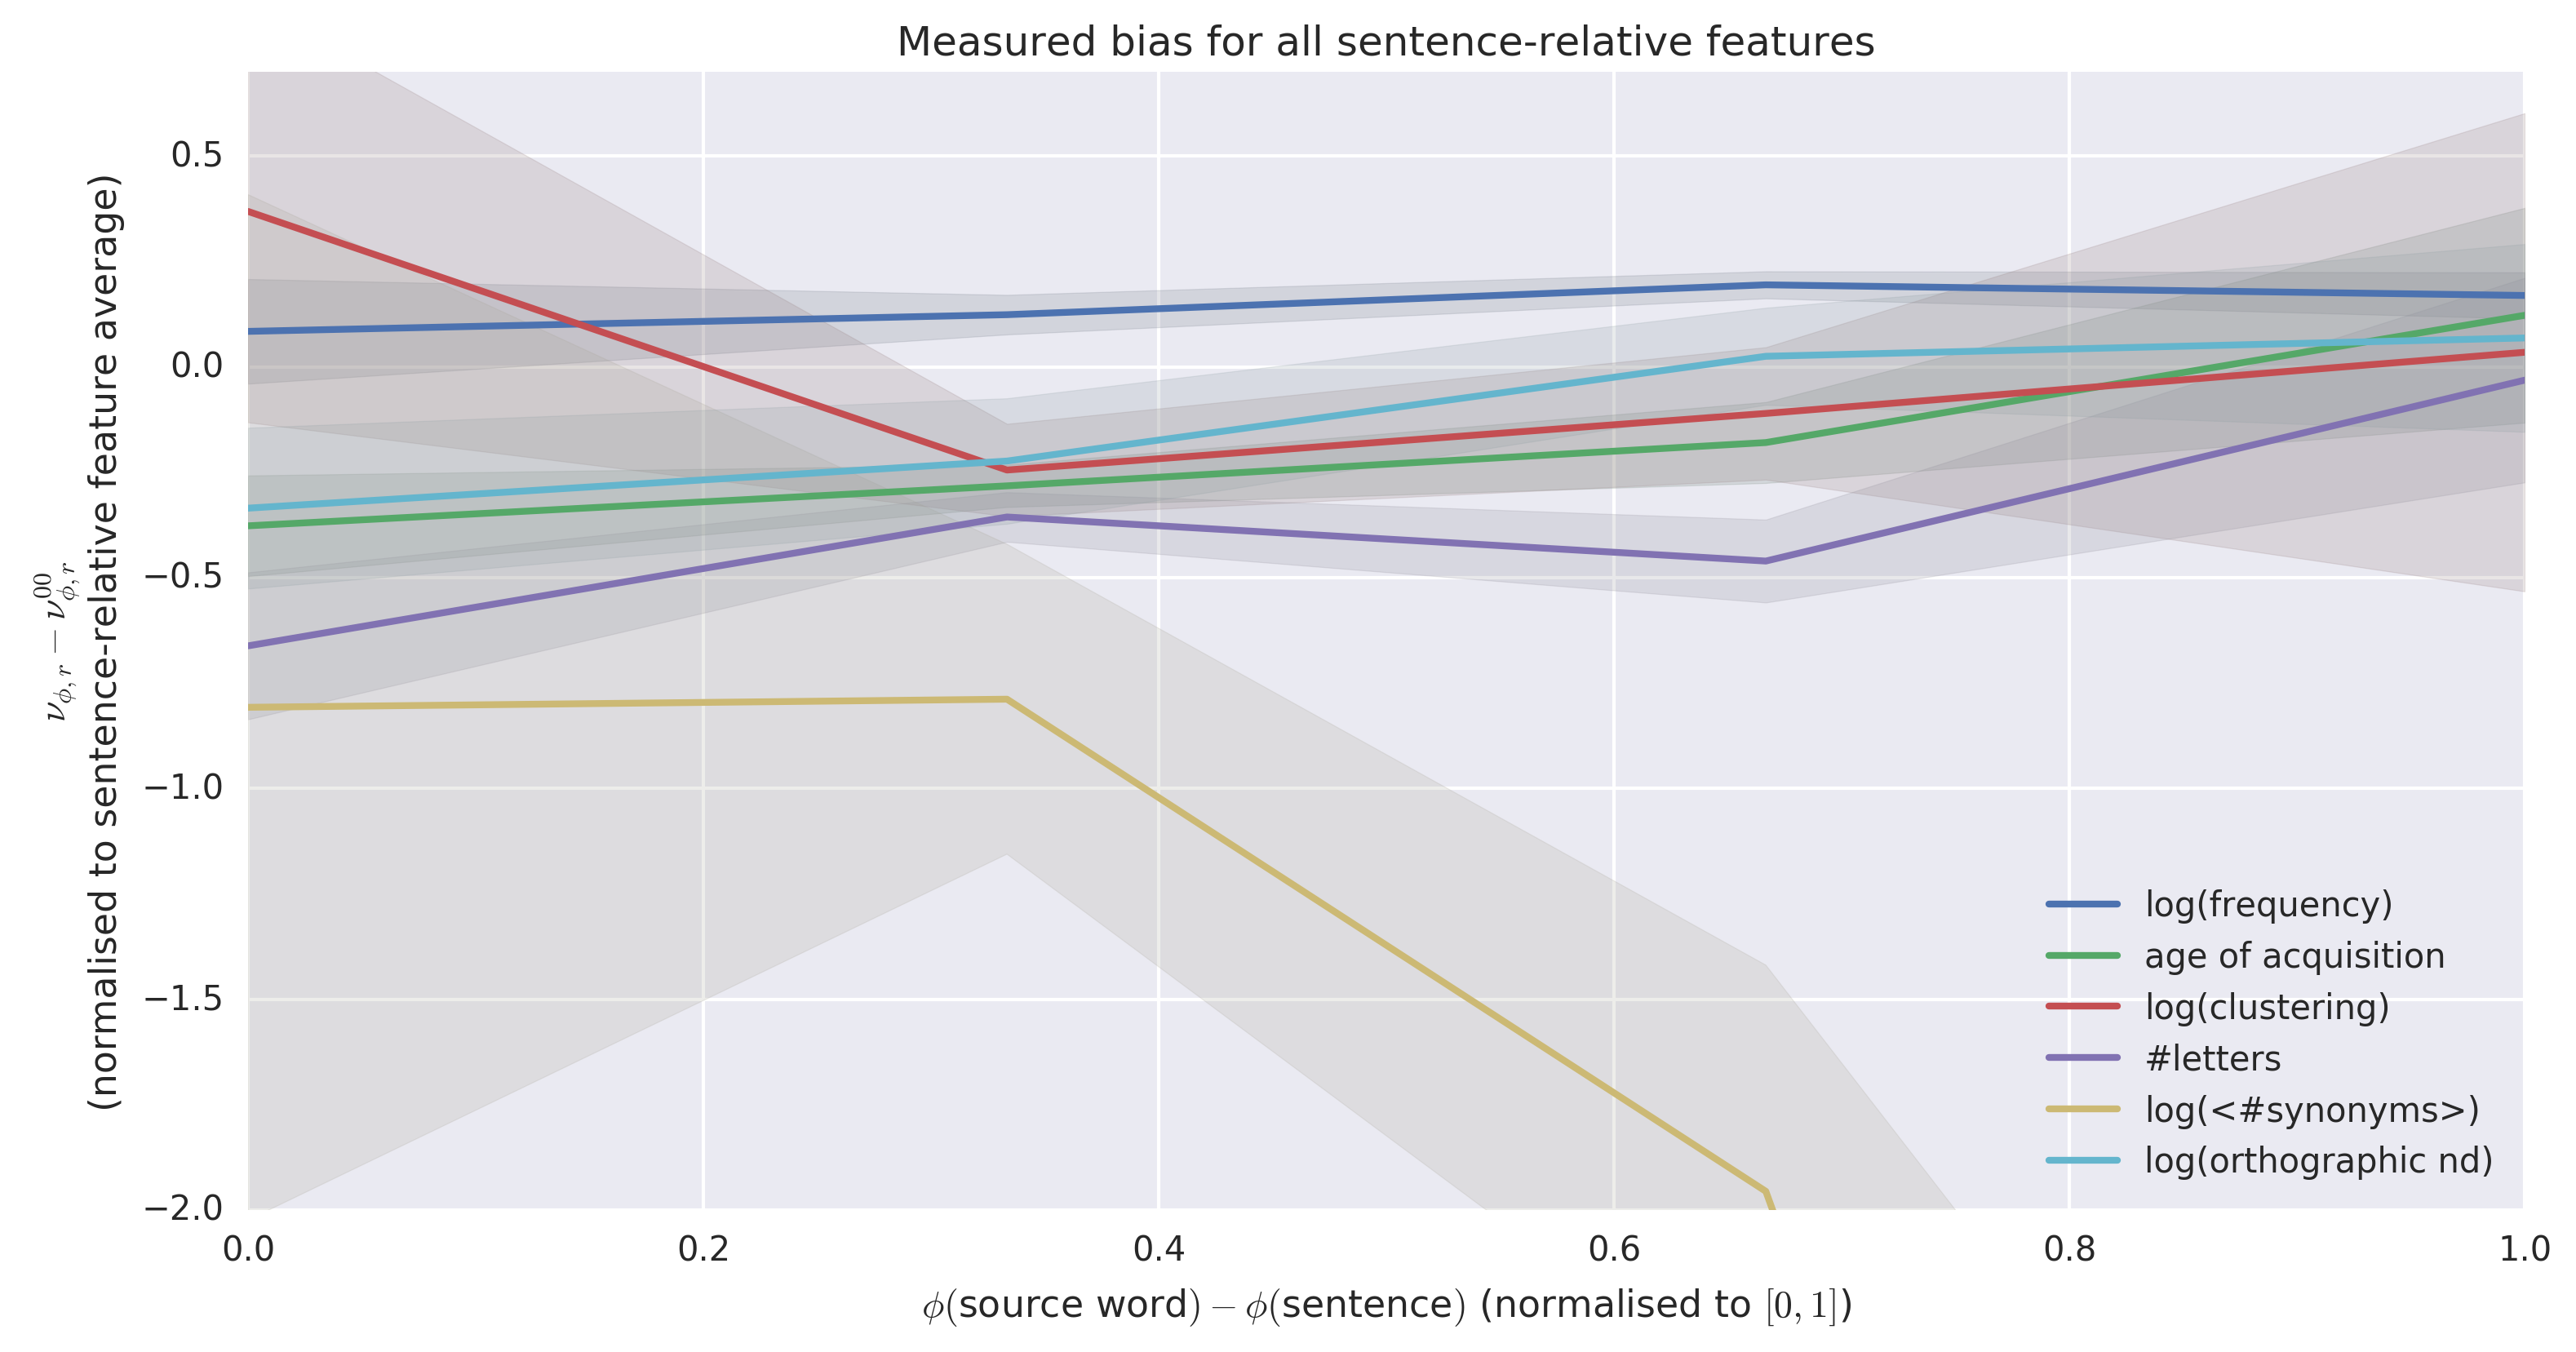 Measured bias for all sentence-relative features
νϕ,r − ν⁰⁰ϕ,r
(normalised to sentence-relative feature average)
0.5
0.0
−0.5
−1.0
−1.5
−2.0
0.0 0.2 0.4 0.6 0.8 1.0
ϕ(source word) − ϕ(sentence) (normalised to [0, 1])
log(frequency)
age of acquisition
log(clustering)
#letters
log(<#synonyms>)
log(orthographic nd)